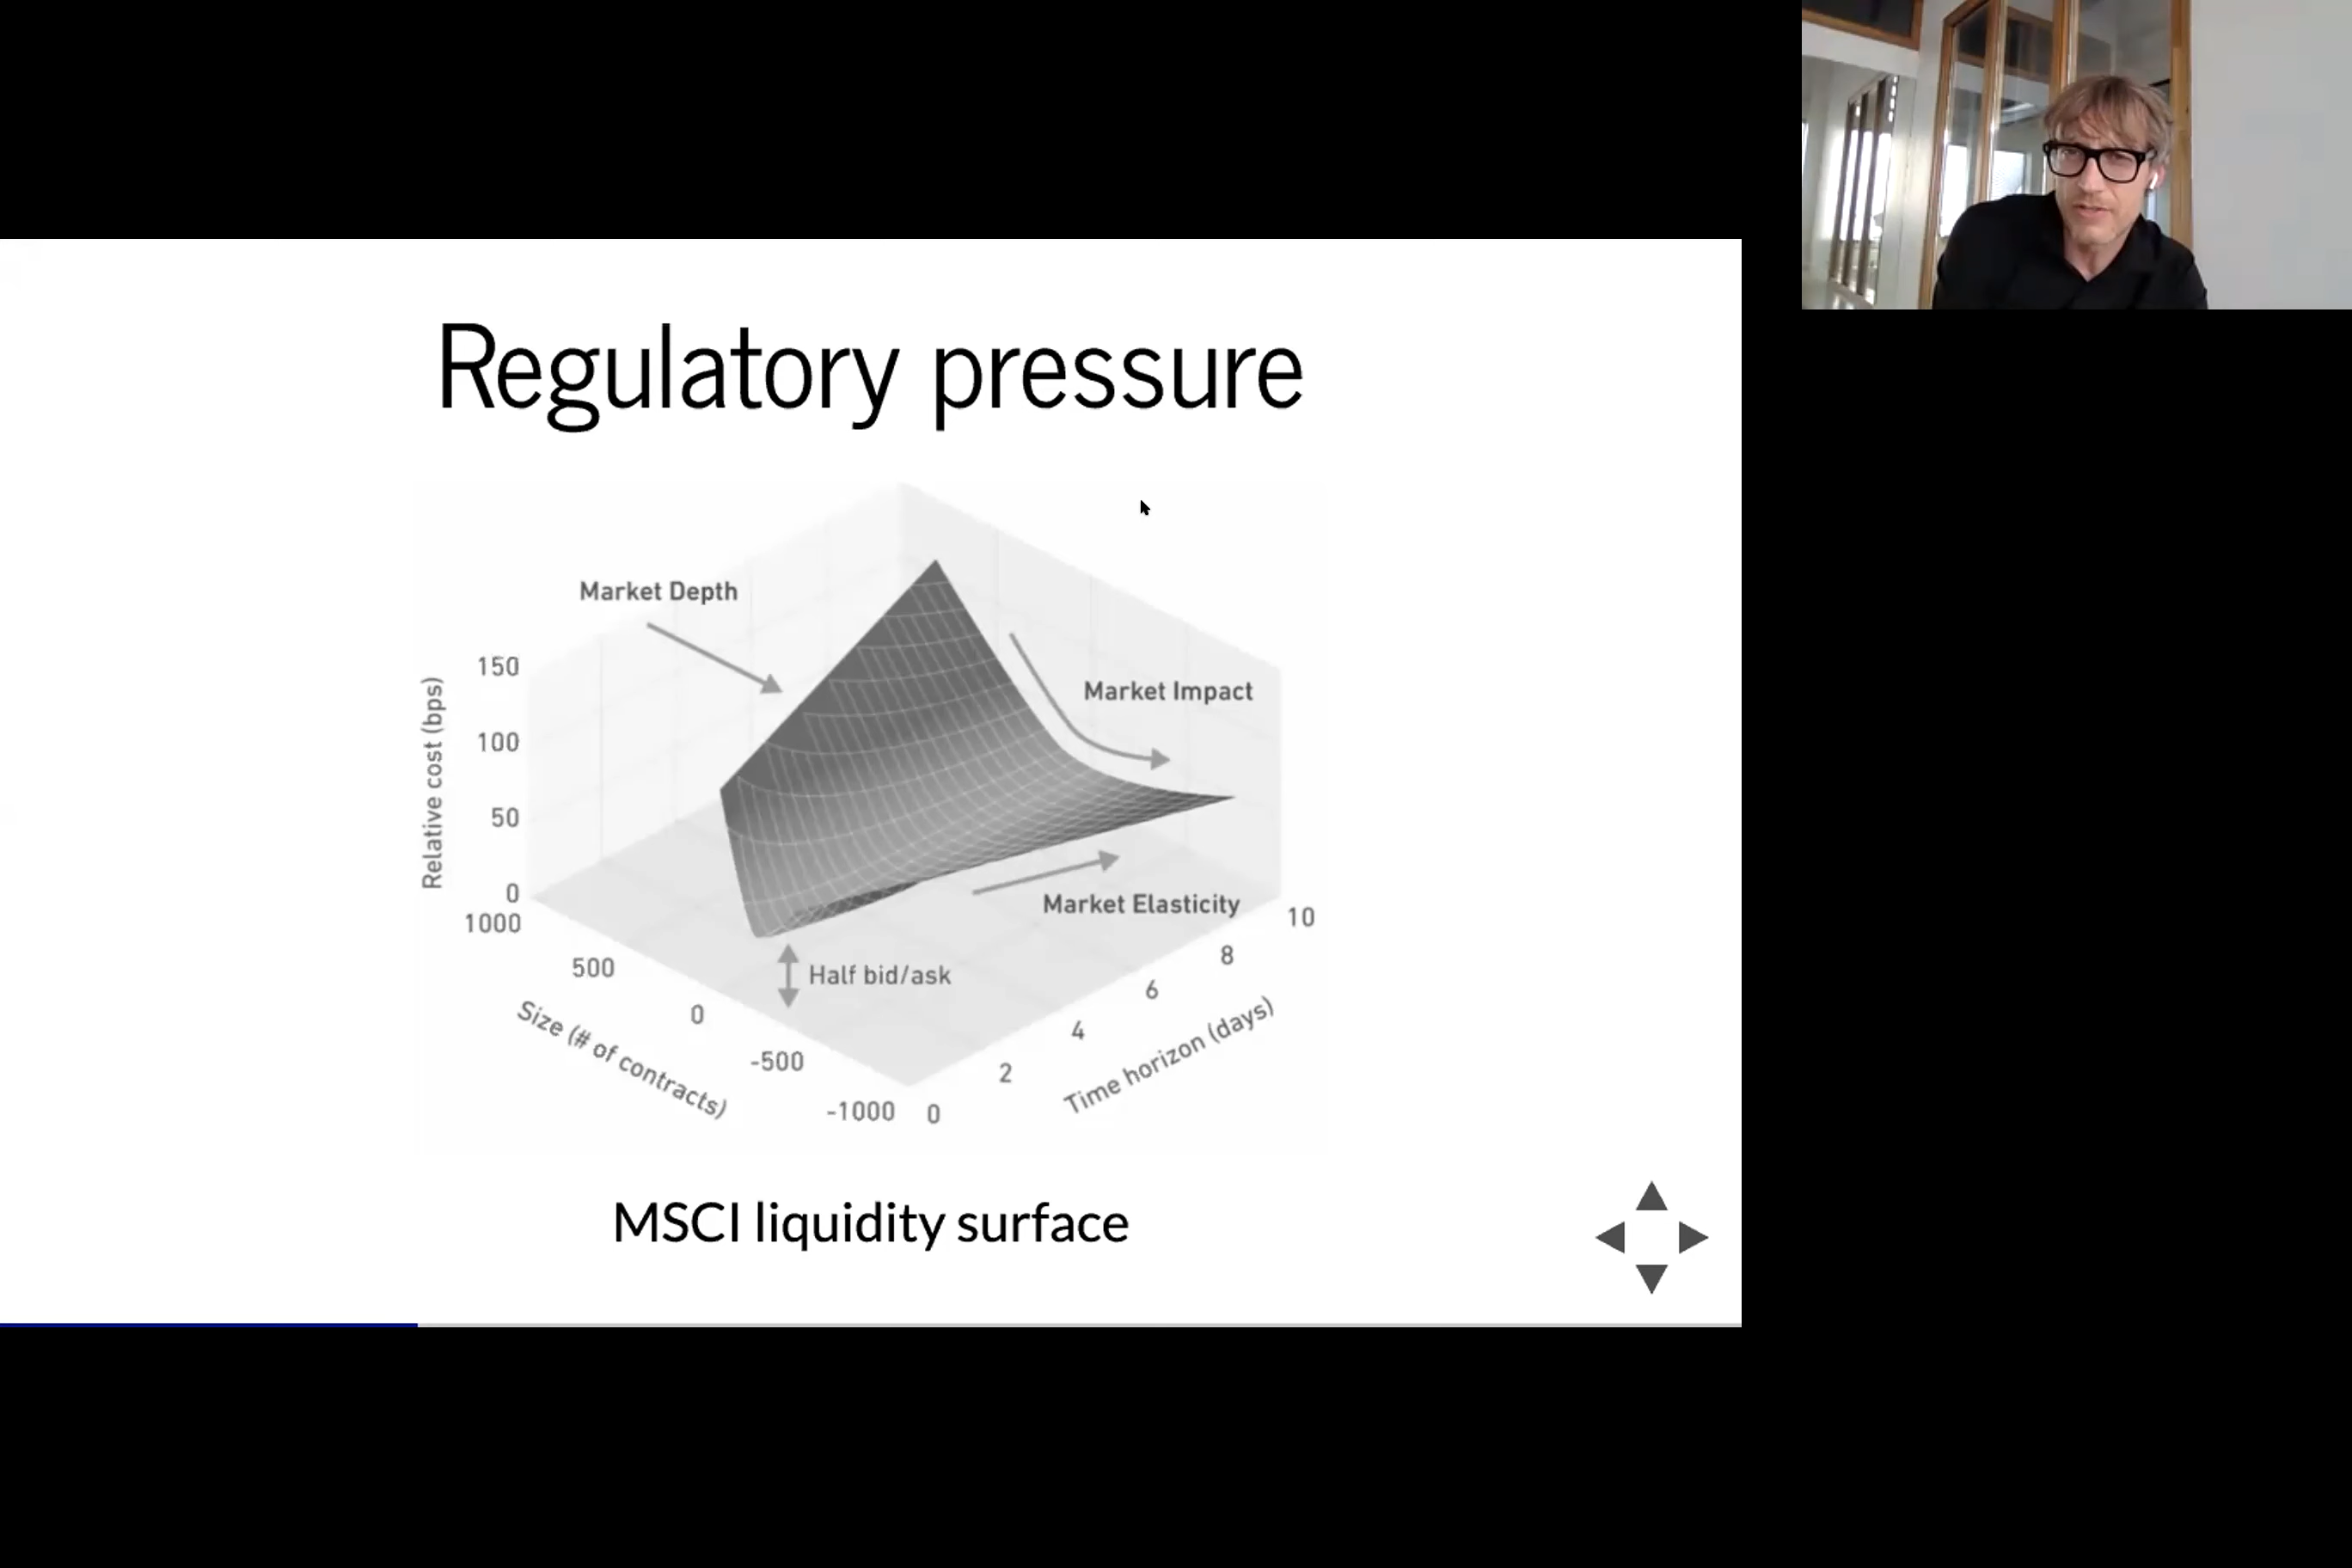 Regulatory pressure
Market Depth
Market Impact
Market Elasticity
Half bid/ask
Relative cost (bps)
150
100
50
0
1000
500
0
-500
-1000
Size (# of contracts)
0
2
4
6
8
10
Time horizon (days)
MSCI liquidity surface